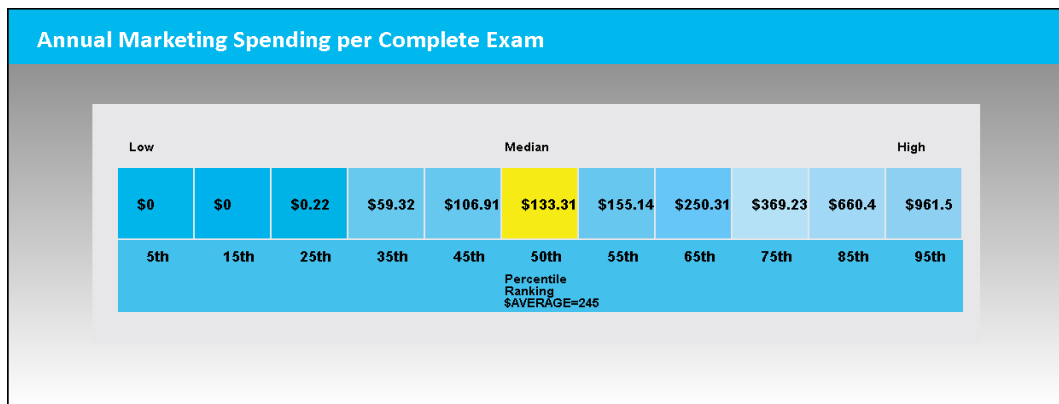 Annual Marketing Spending per Complete Exam
Low Median High
$0 $0 $0.22 $59.32 $106.91 $133.31 $155.14 $250.31 $369.23 $660.4 $961.5
5th 15th 25th 35th 45th 50th 55th 65th 75th 85th 95th
Percentile
Ranking
$AVERAGE=245